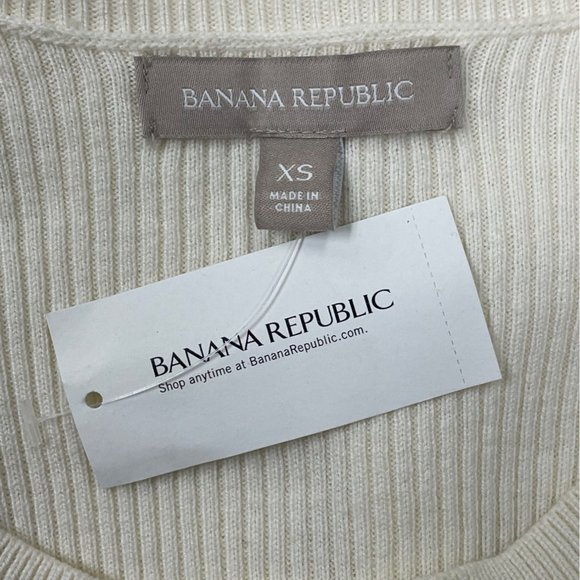 BANANA REPUBLIC
XS
MADE IN
CHINA
BANANA REPUBLIC
Shop anytime at BananaRepublic.com.